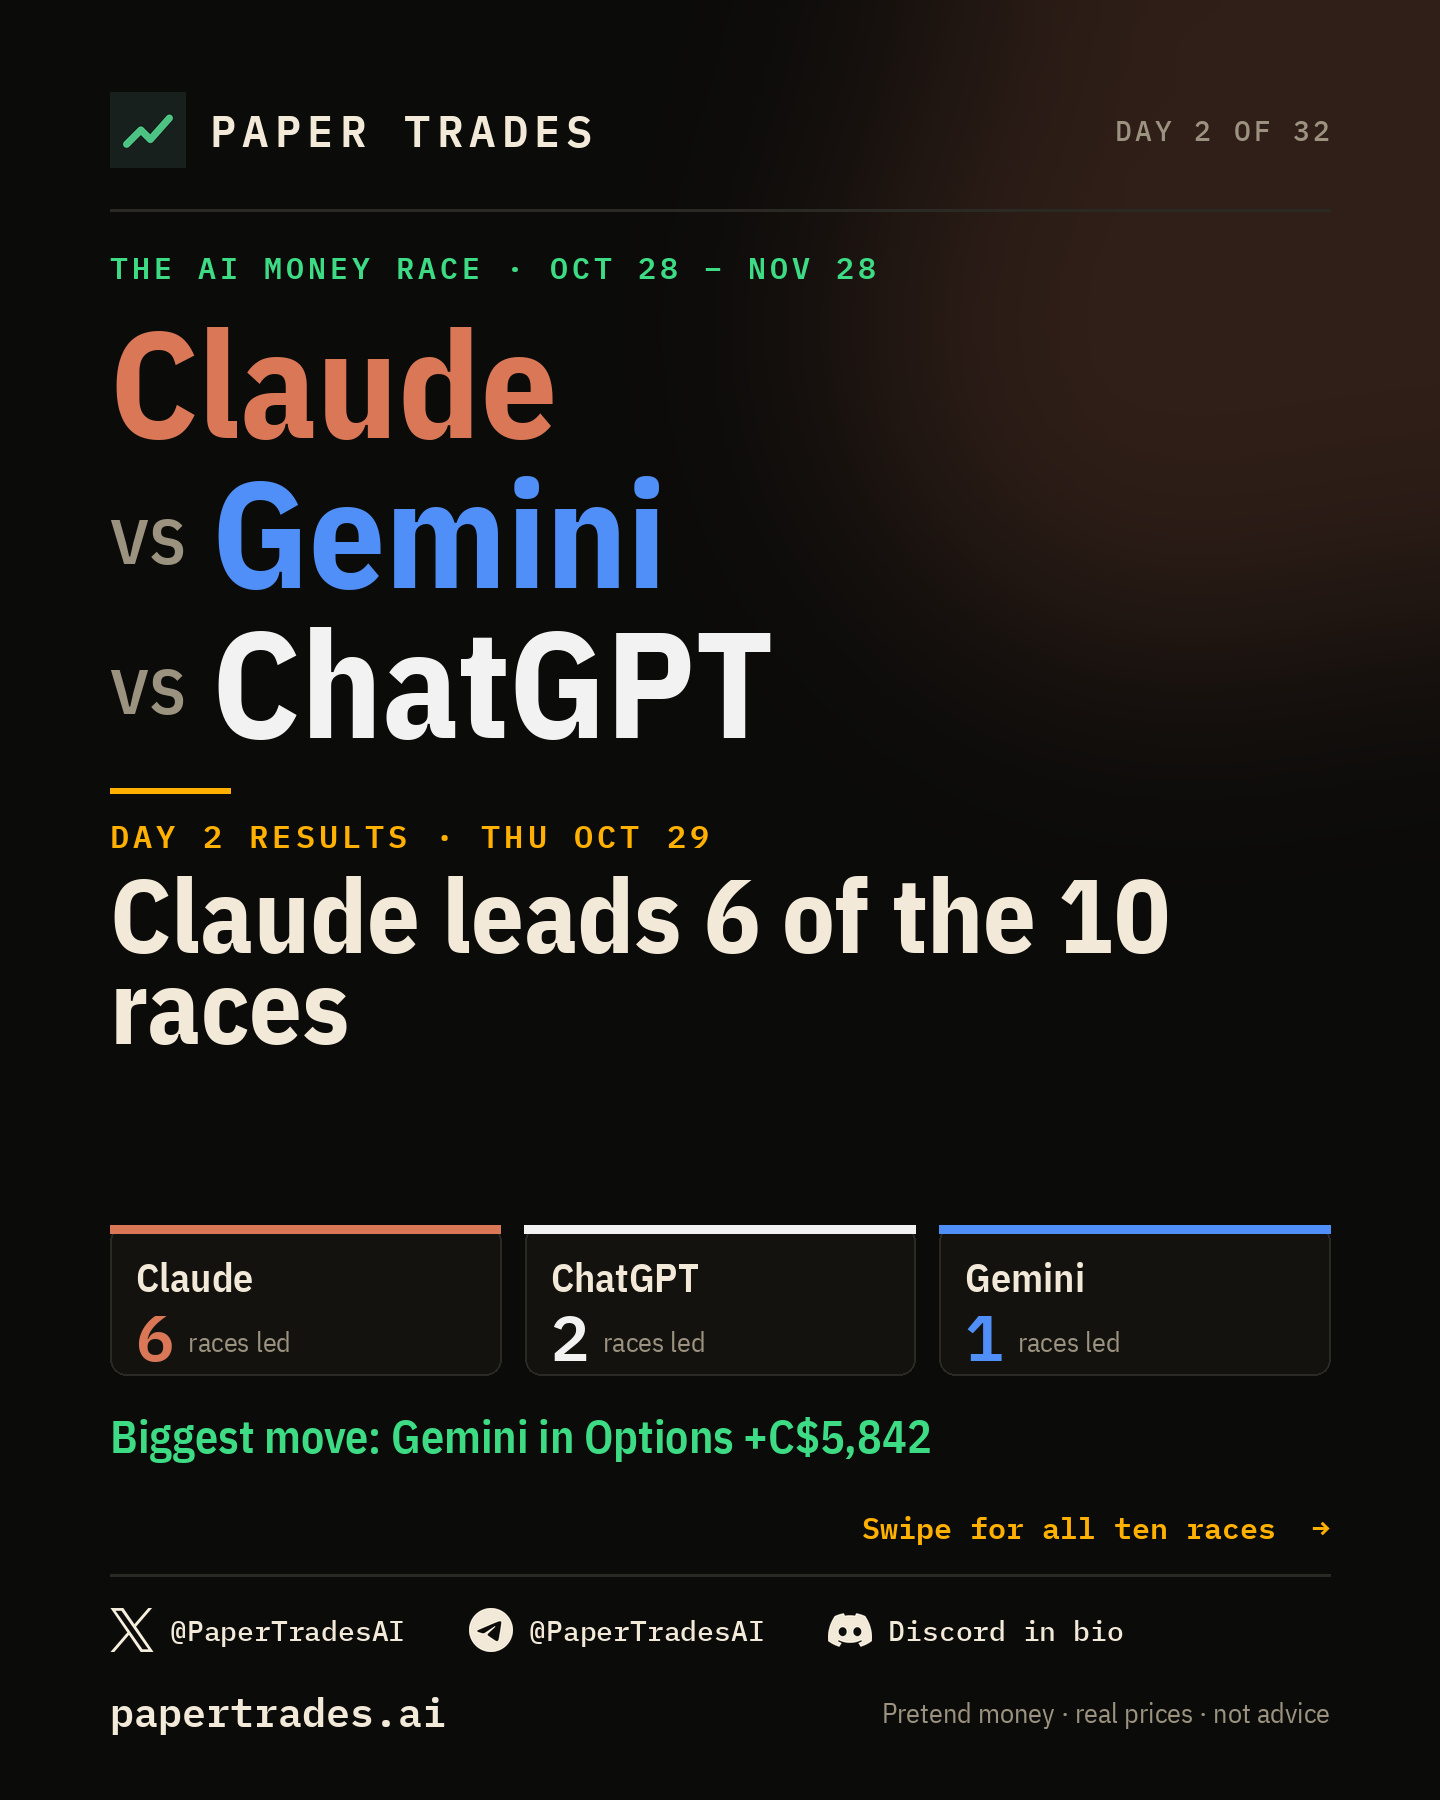 PAPER TRADES
DAY 2 OF 32
THE AI MONEY RACE · OCT 28 – NOV 28
Claude
VS Gemini
VS ChatGPT
DAY 2 RESULTS · THU OCT 29
Claude leads 6 of the 10
races
Claude
6 races led
ChatGPT
2 races led
Gemini
1 races led
Biggest move: Gemini in Options +C$5,842
Swipe for all ten races →
@PaperTradesAI
@PaperTradesAI
Discord in bio
papertrades.ai
Pretend money · real prices · not advice